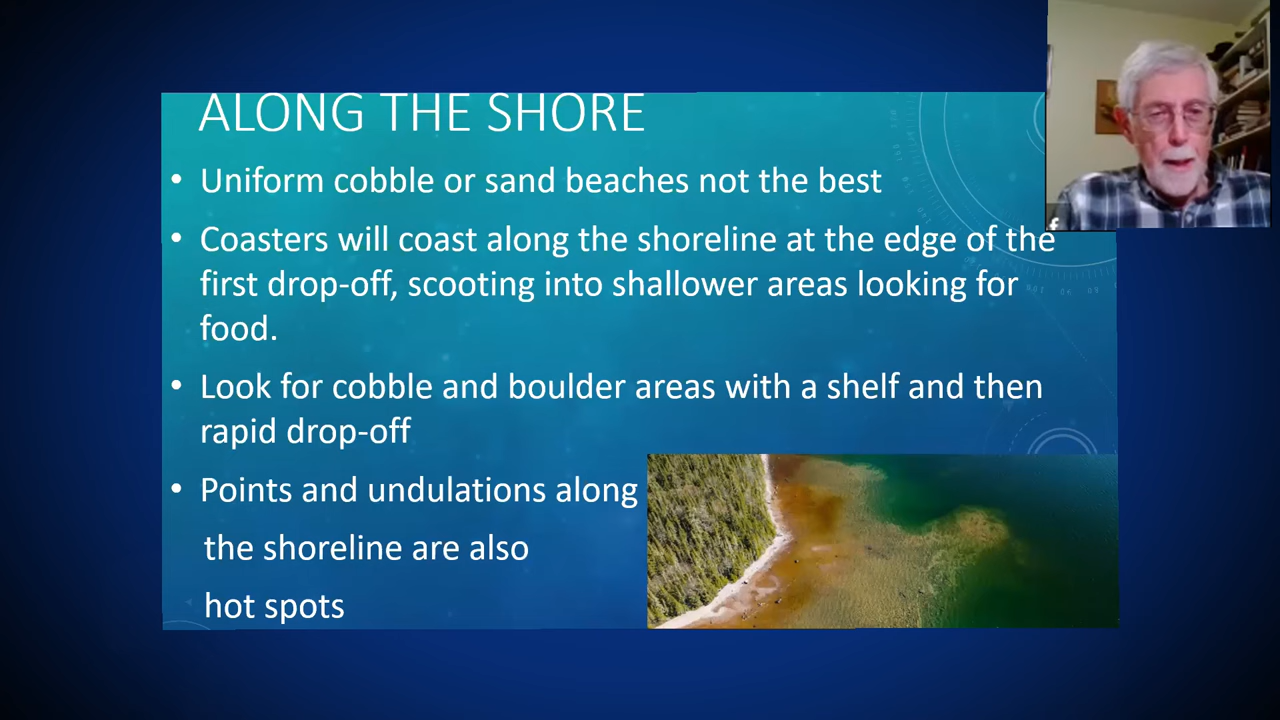 ALONG THE SHORE
• Uniform cobble or sand beaches not the best
• Coasters will coast along the shoreline at the edge of the
first drop-off, scooting into shallower areas looking for
food.
• Look for cobble and boulder areas with a shelf and then
rapid drop-off
• Points and undulations along
the shoreline are also
hot spots